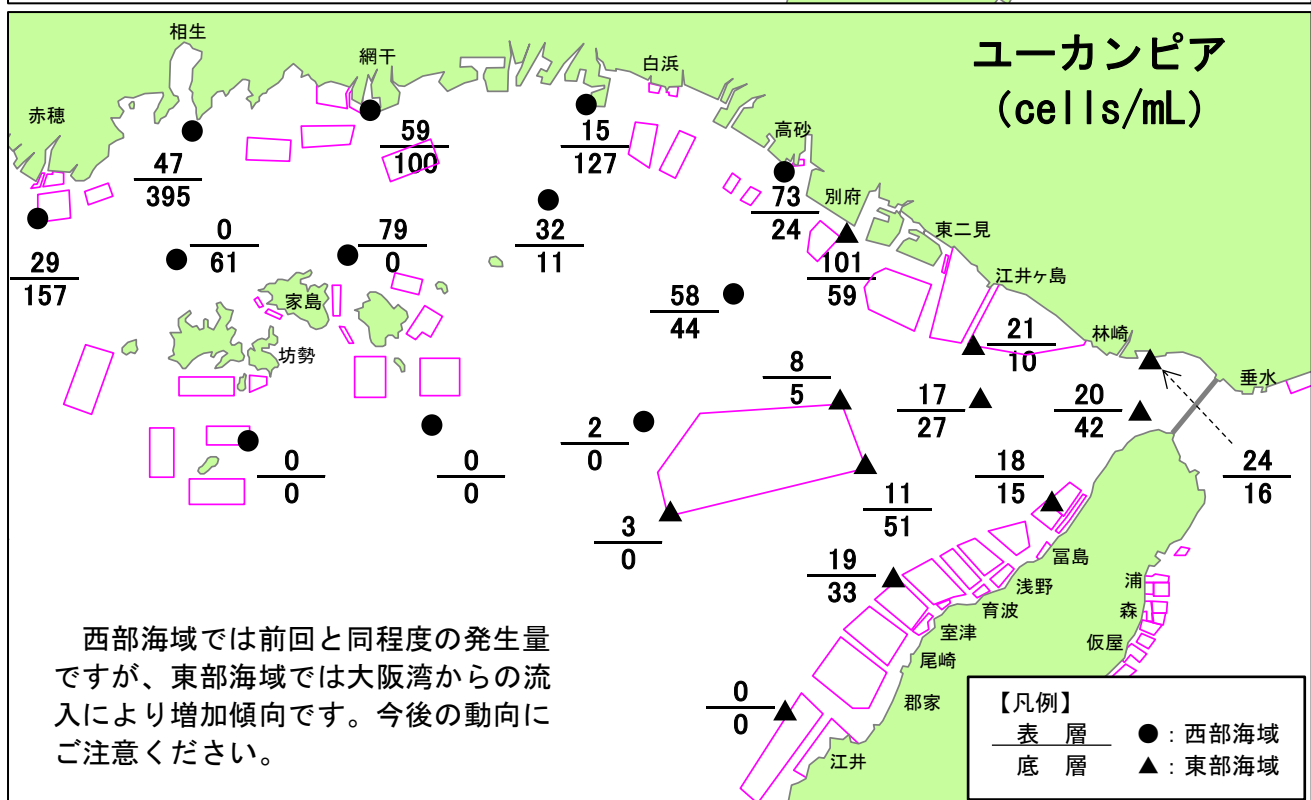 ユーカンピア
(cells/mL)
相生
網干
白浜
赤穂
高砂
別府
東二見
江井ヶ島
林崎
垂水
家島
坊勢
富島
浅野
育波
室津
尾崎
郡家
江井
浦
森
仮屋
47
395
59
100
15
127
73
24
29
157
0
61
79
0
32
11
101
59
58
44
21
10
8
5
17
27
20
42
2
0
0
0
0
0
18
15
24
16
11
51
3
0
19
33
0
0
西部海域では前回と同程度の発生量
ですが、東部海域では大阪湾からの流
入により増加傾向です。今後の動向に
ご注意ください。
【凡例】
表 層 ●：西部海域
底 層 ▲：東部海域